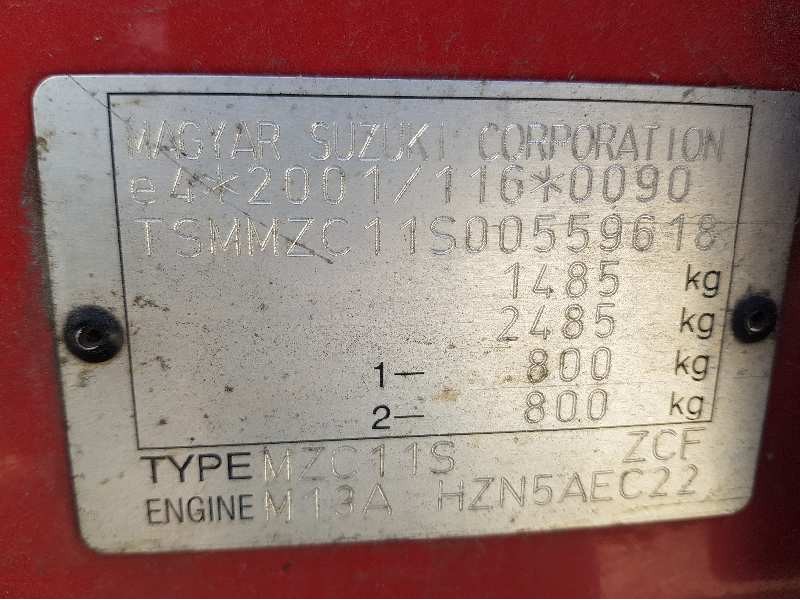 MAGYAR SUZUKI CORPORATION
e4*2001/116*0090
TSMMZC11S00559618
1485 kg
2485 kg
1- 800 kg
2- 800 kg
TYPE MZC11S ZCF
ENGINE M13A HZN5AEC22